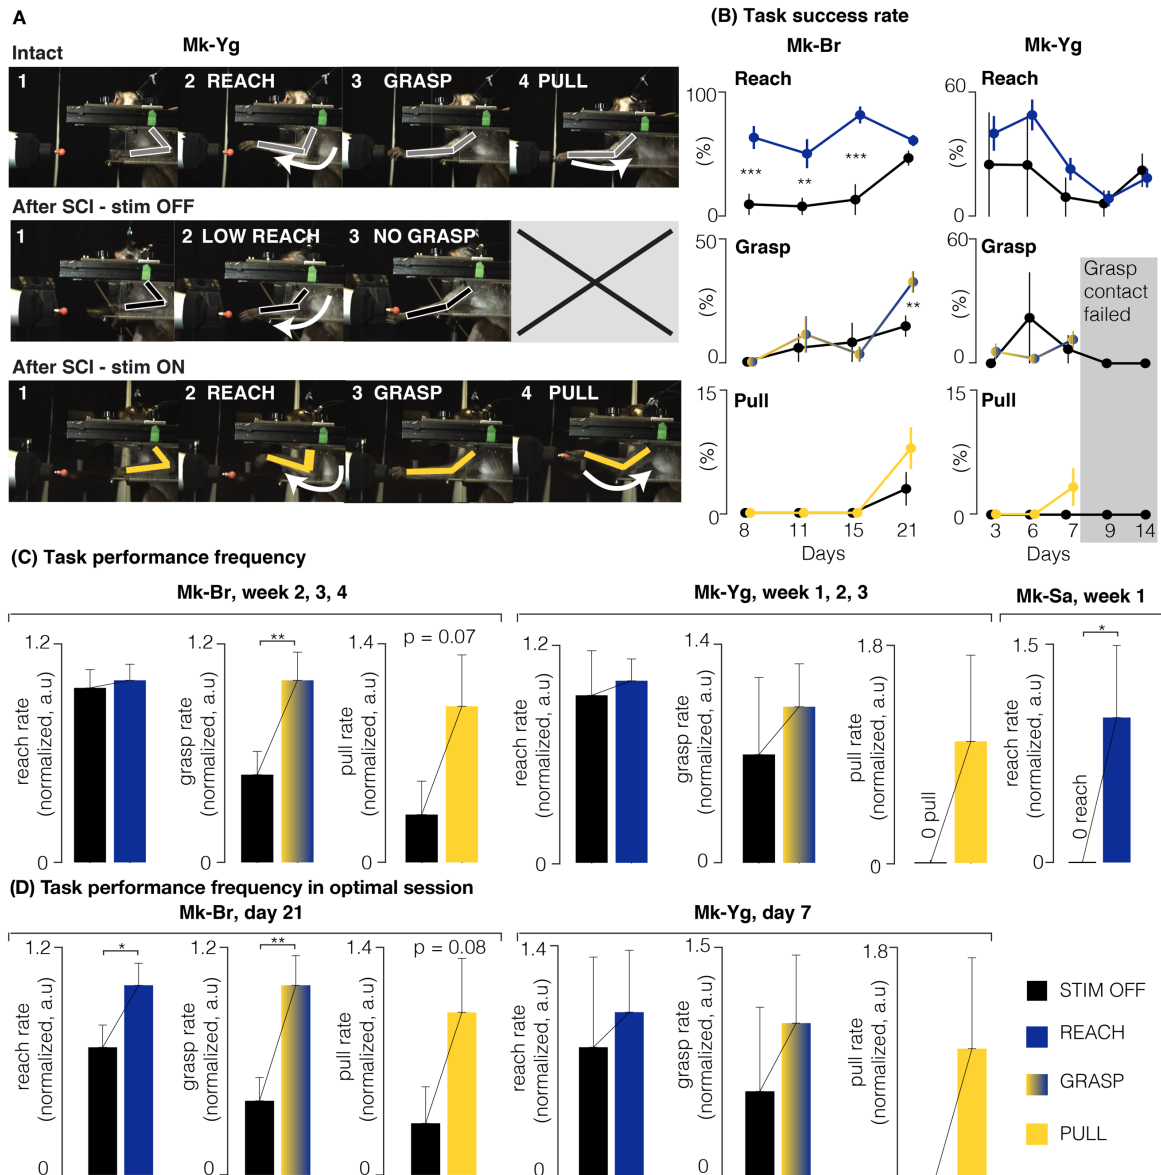 A
Mk-Yg
Intact
1
2 REACH
3 GRASP
4 PULL
After SCI - stim OFF
1
2 LOW REACH
3 NO GRASP
After SCI - stim ON
1
2 REACH
3 GRASP
4 PULL
(B) Task success rate
Mk-Br
Mk-Yg
Reach
100
(%)
0
***
**
***
Reach
60
(%)
0
50
Grasp
(%)
0
**
60
Grasp
(%)
0
Grasp
contact
failed
15
Pull
(%)
0
8 11 15 21
Days
15
Pull
(%)
0
3 6 7 9 14
Days
(C) Task performance frequency
Mk-Br, week 2, 3, 4
1.2
reach rate
(normalized, a.u)
0
1.2
**
grasp rate
(normalized, a.u)
0
1.4
p = 0.07
pull rate
(normalized, a.u)
0
Mk-Yg, week 1, 2, 3
1.2
reach rate
(normalized, a.u)
0
1.4
grasp rate
(normalized, a.u)
0
1.8
pull rate
(normalized, a.u)
0 pull
0
Mk-Sa, week 1
1.5
*
reach rate
(normalized, a.u)
0 reach
0
(D) Task performance frequency in optimal session
Mk-Br, day 21
1.2
*
reach rate
(normalized, a.u)
0
1.2
**
grasp rate
(normalized, a.u)
0
1.4
p = 0.08
pull rate
(normalized, a.u)
0
Mk-Yg, day 7
1.4
reach rate
(normalized, a.u)
0
1.5
grasp rate
(normalized, a.u)
0
1.8
pull rate
(normalized, a.u)
STIM OFF
REACH
GRASP
PULL